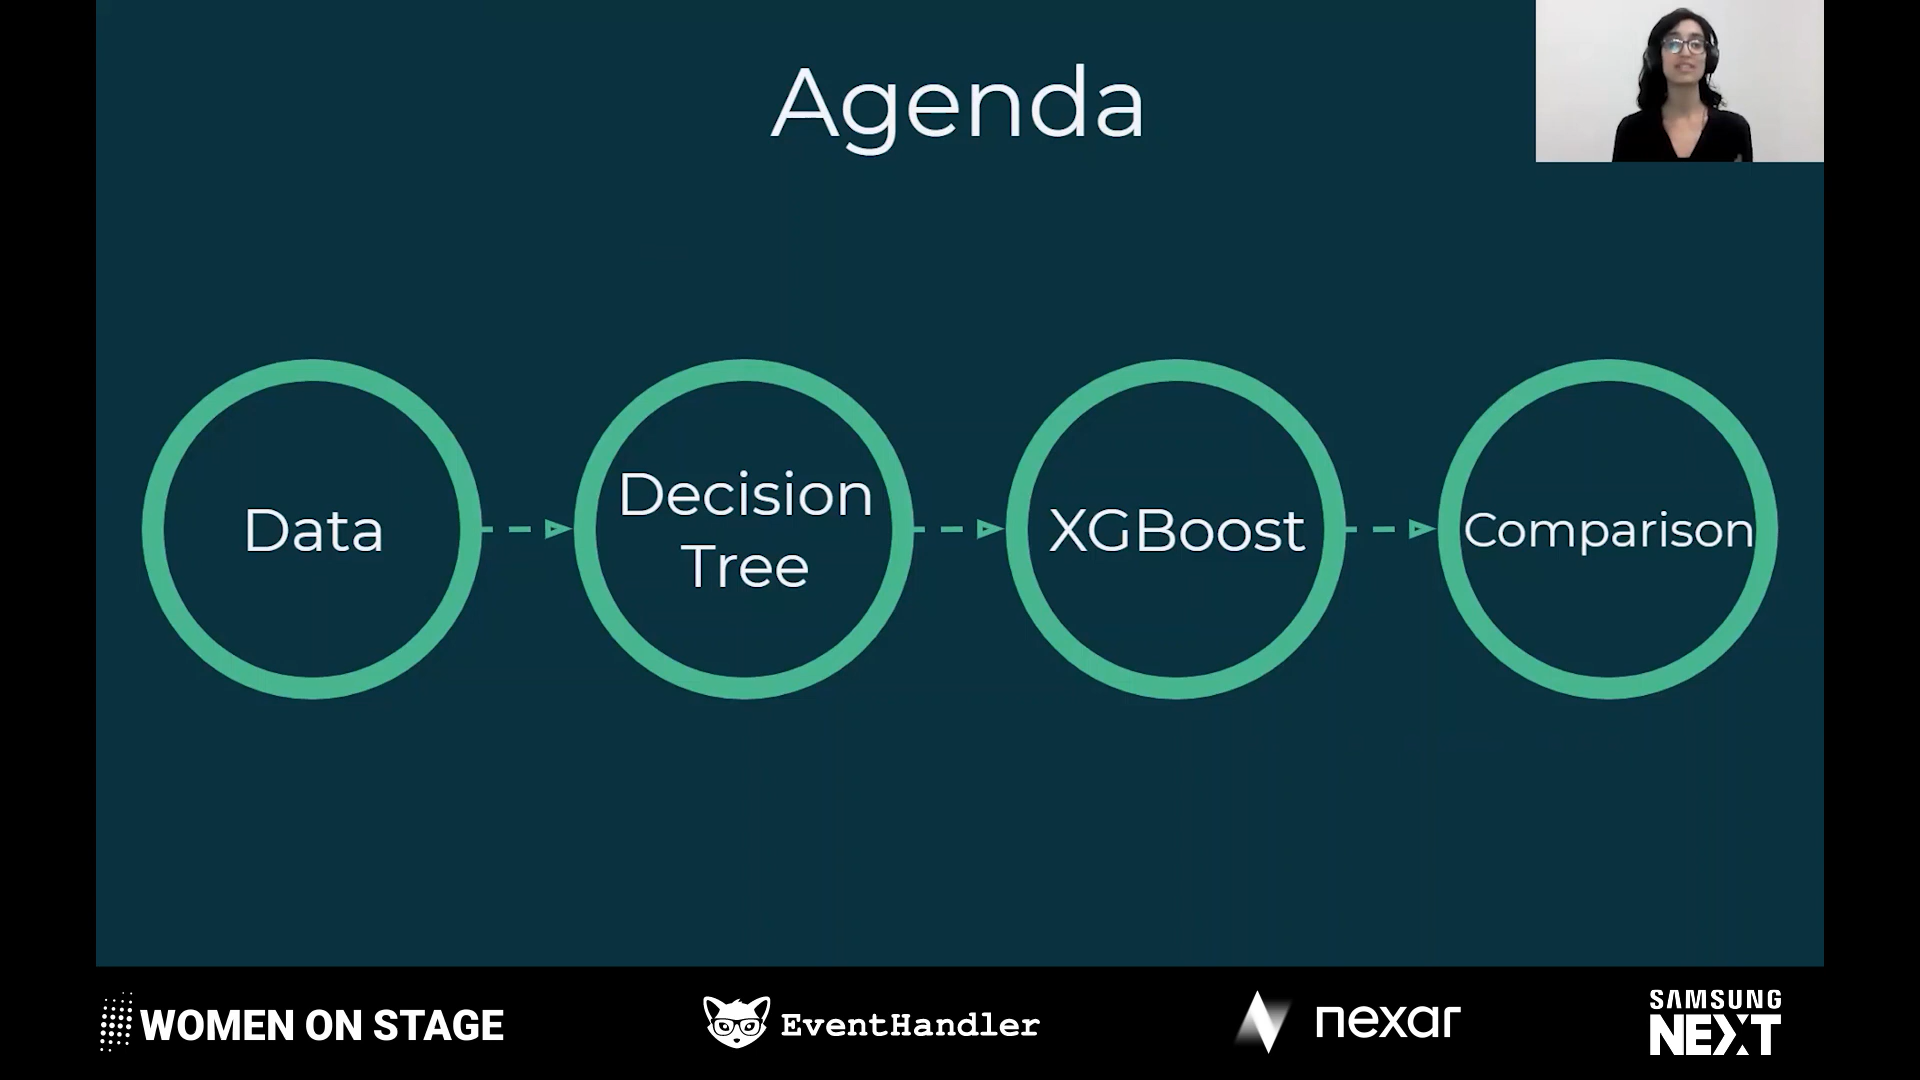 Agenda
Data
Decision
Tree
XGBoost
Comparison
WOMEN ON STAGE
EventHandler
nexar
SAMSUNG
NEXT